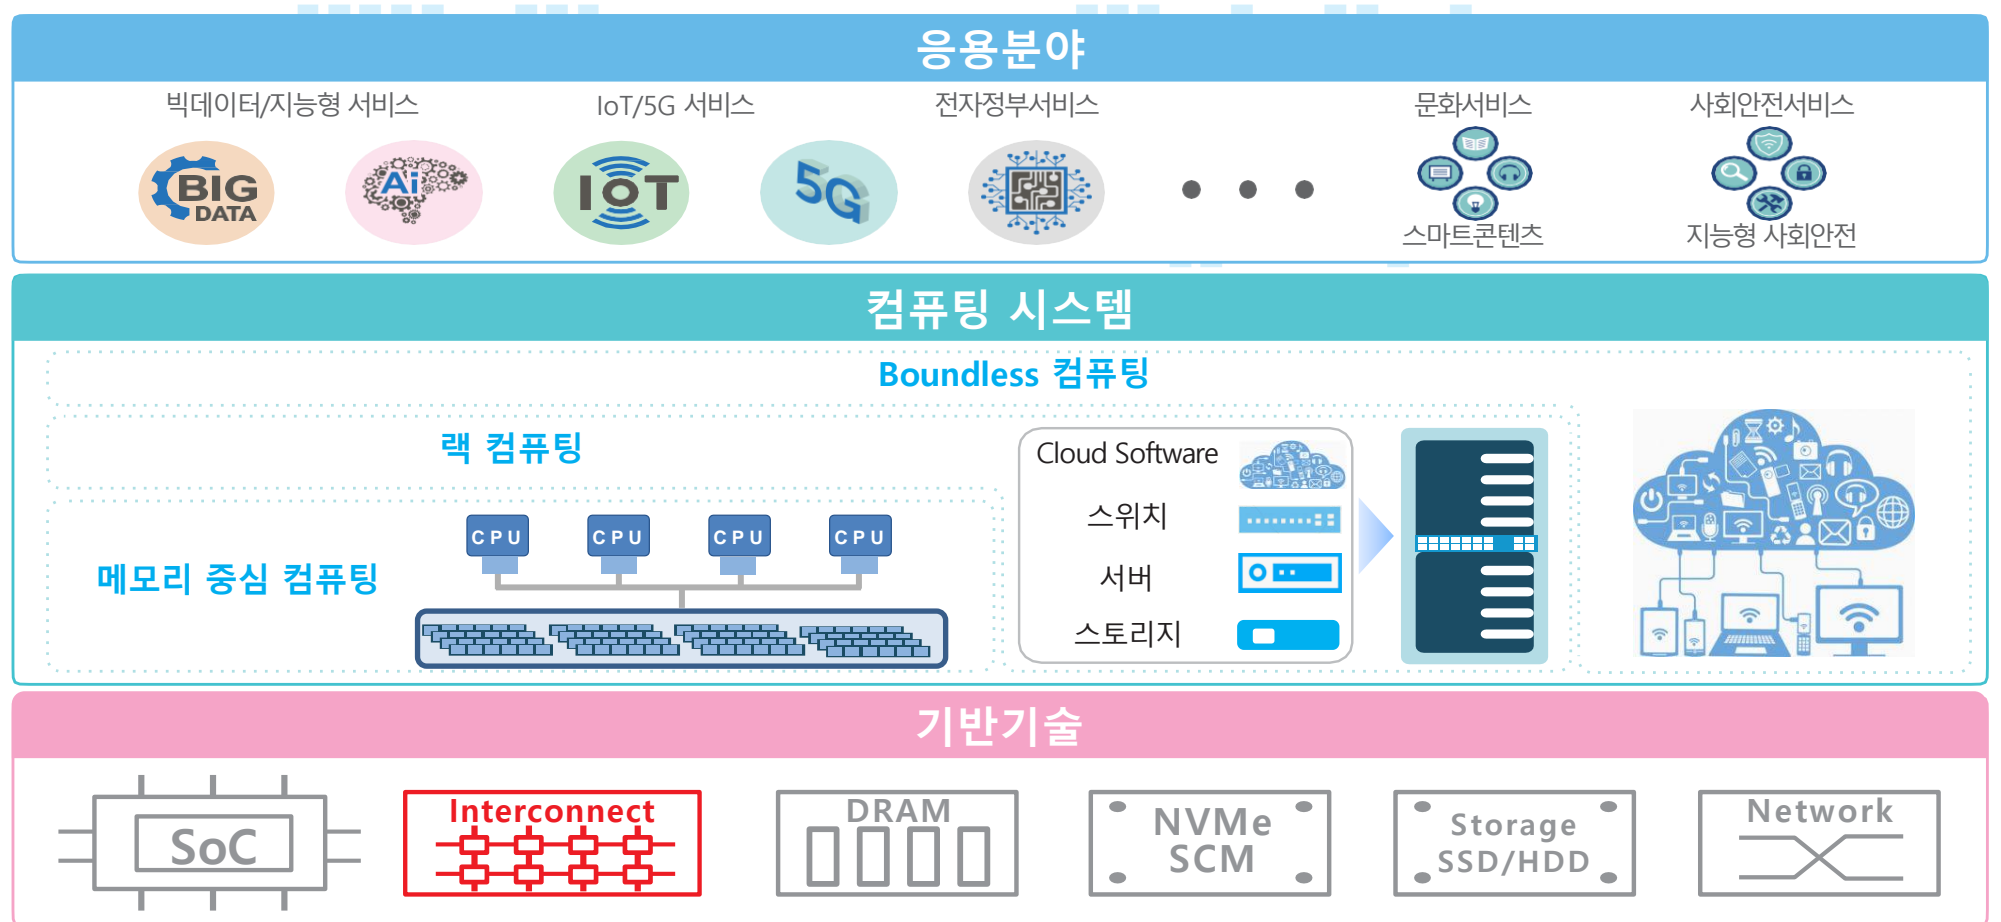 응용분야
빅데이터/지능형 서비스
IoT/5G 서비스
전자정부서비스
문화서비스
사회안전서비스
BIG
DATA
Ai
IoT
5G
스마트콘텐츠
지능형 사회안전
컴퓨팅 시스템
Boundless 컴퓨팅
랙 컴퓨팅
메모리 중심 컴퓨팅
CPU
CPU
CPU
CPU
Cloud Software
스위치
서버
스토리지
기반기술
SoC
Interconnect
DRAM
NVMe
SCM
Storage
SSD/HDD
Network